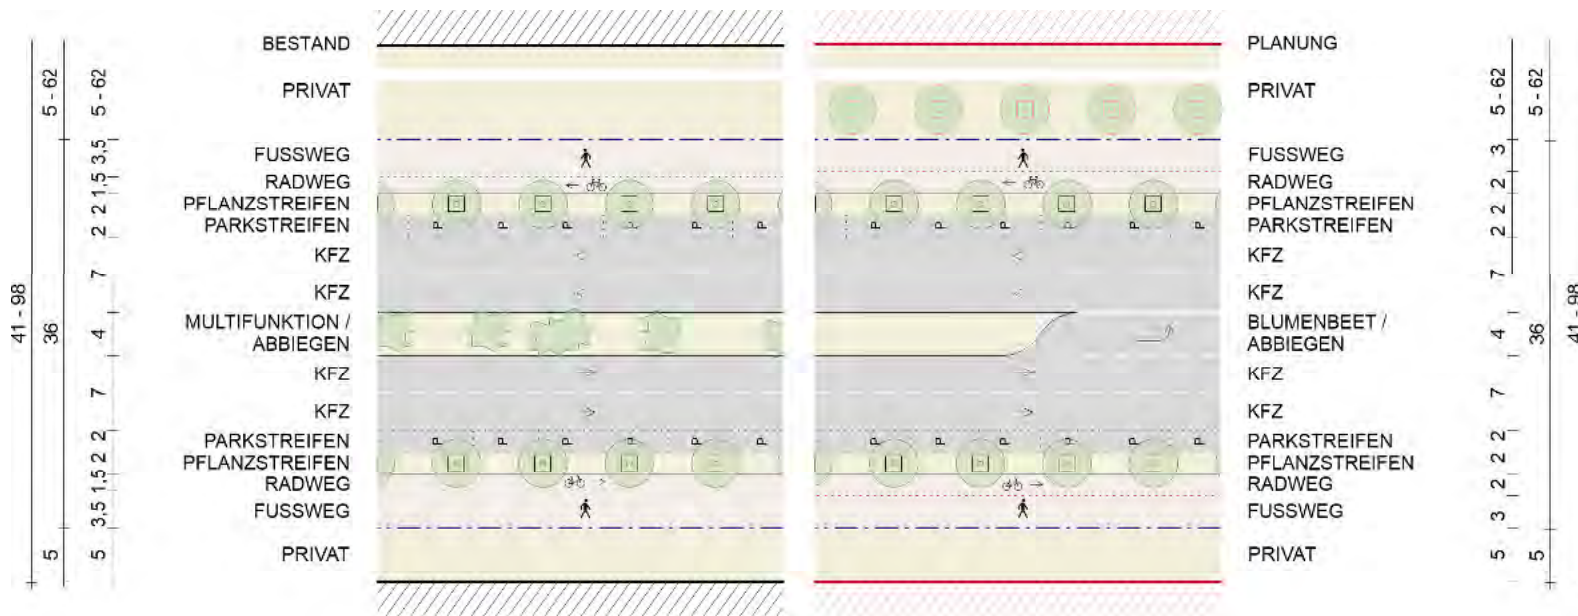 BESTAND
PRIVAT
FUSSWEG
RADWEG
PFLANZSTREIFEN
PARKSTREIFEN
KFZ
KFZ
MULTIFUNKTION /
ABBIEGEN
KFZ
KFZ
PARKSTREIFEN
PFLANZSTREIFEN
RADWEG
FUSSWEG
PRIVAT
41 - 98
5 - 62
36
5
5 - 62
3,5
1,5
2
2
7
4
7
2
2
1,5
3,5
5
P P P P P P
P P P P P P
P P P P P P
P P P P P P
PLANUNG
PRIVAT
FUSSWEG
RADWEG
PFLANZSTREIFEN
PARKSTREIFEN
KFZ
KFZ
BLUMENBEET /
ABBIEGEN
KFZ
KFZ
PARKSTREIFEN
PFLANZSTREIFEN
RADWEG
FUSSWEG
PRIVAT
5 - 62
3
2
2
2
7
4
7
2
2
2
3
5
5 - 62
36
5
41 - 98